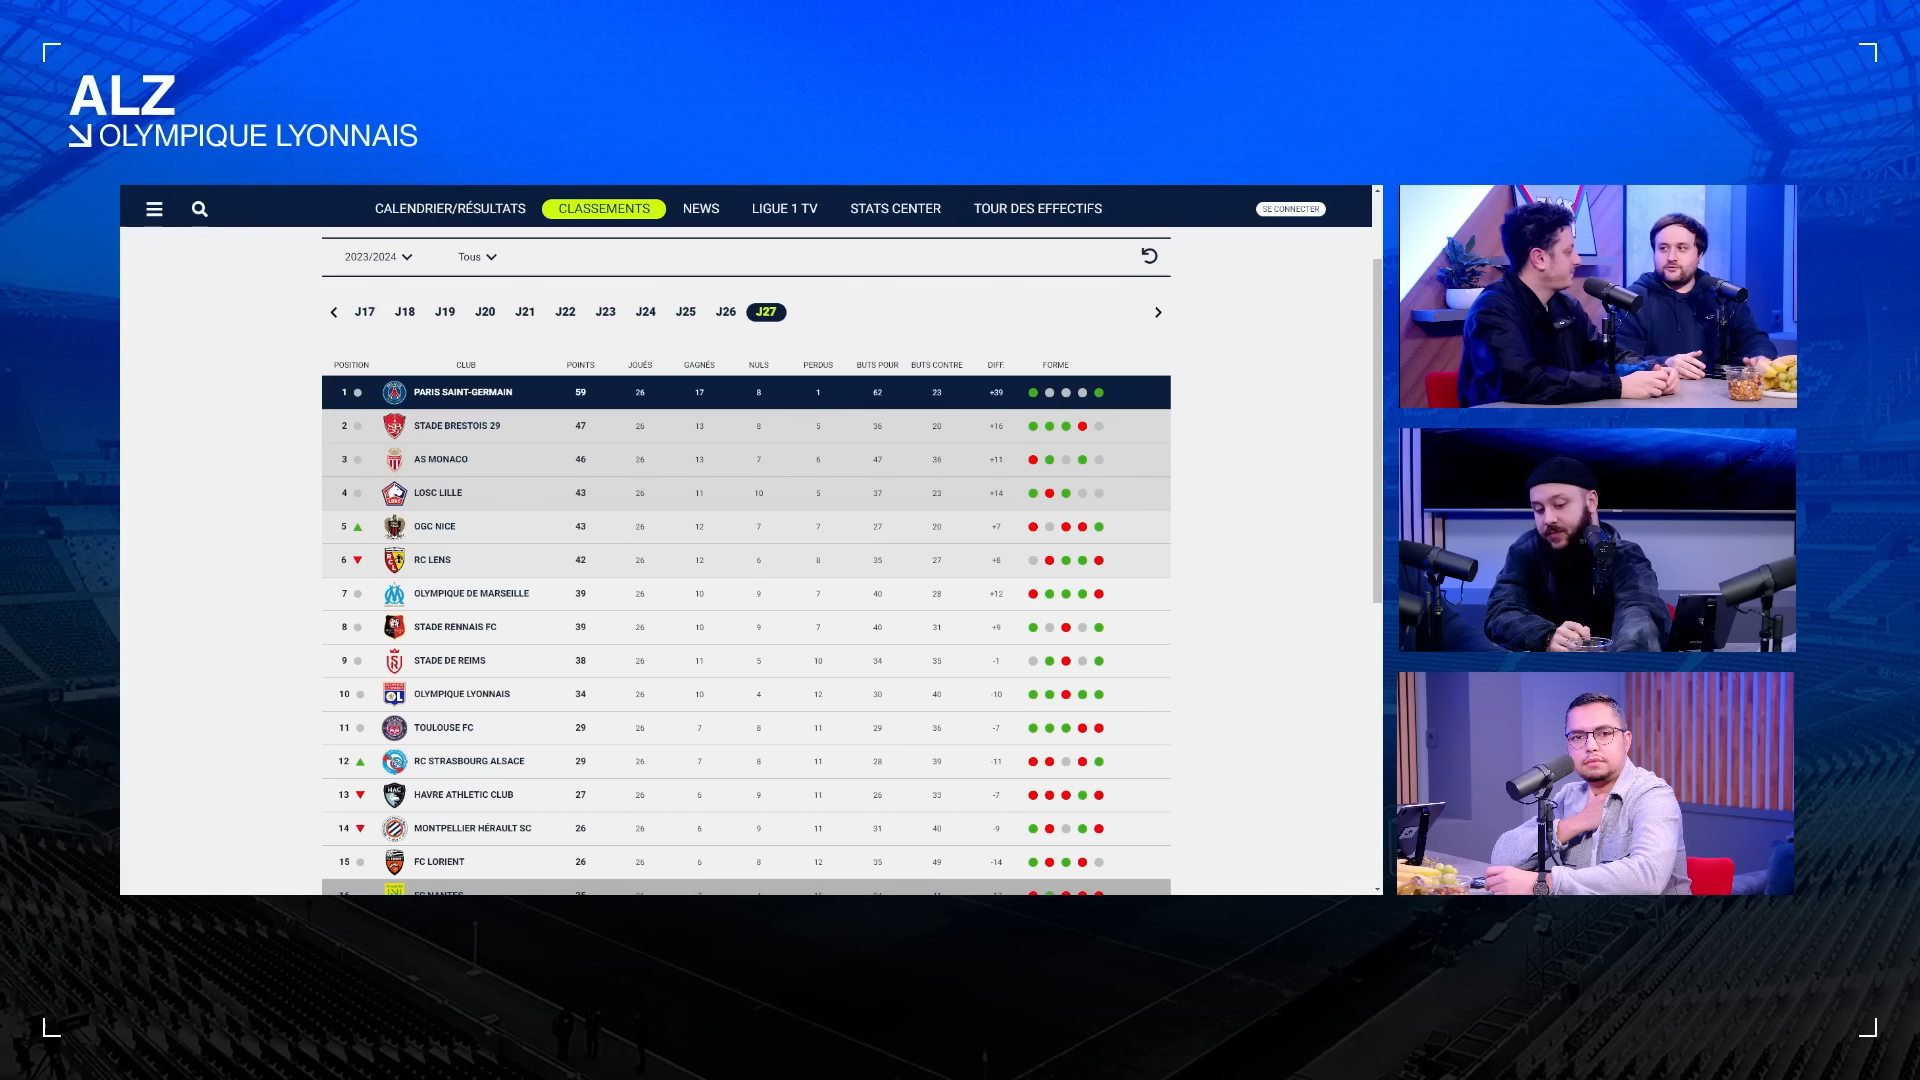 ALZ
OLYMPIQUE LYONNAIS
CALENDRIER/RÉSULTATS CLASSEMENTS NEWS LIGUE 1 TV STATS CENTER TOUR DES EFFECTIFS SE CONNECTER
2023/2024 Tous
J17 J18 J19 J20 J21 J22 J23 J24 J25 J26 J27
POSITION CLUB POINTS JOUÉS GAGNÉS NULS PERDUS BUTS POUR BUTS CONTRE DIFF. FORME
1 PARIS SAINT-GERMAIN 59 26 17 8 1 62 23 +39
2 STADE BRESTOIS 29 47 26 13 8 5 36 20 +16
3 AS MONACO 46 26 13 7 6 47 36 +11
4 LOSC LILLE 43 26 11 10 5 37 23 +14
5 OGC NICE 43 26 12 7 7 27 20 +7
6 RC LENS 42 26 12 6 8 35 27 +8
7 OLYMPIQUE DE MARSEILLE 39 26 10 9 7 40 28 +12
8 STADE RENNAIS FC 39 26 10 9 7 40 31 +9
9 STADE DE REIMS 38 26 11 5 10 34 35 -1
10 OLYMPIQUE LYONNAIS 34 26 10 4 12 30 40 -10
11 TOULOUSE FC 29 26 7 8 11 29 36 -7
12 RC STRASBOURG ALSACE 29 26 7 8 11 28 39 -11
13 HAVRE ATHLETIC CLUB 27 26 6 9 11 26 33 -7
14 MONTPELLIER HÉRAULT SC 26 26 6 9 11 31 40 -9
15 FC LORIENT 26 26 6 8 12 35 49 -14
16 FC NANTES 25